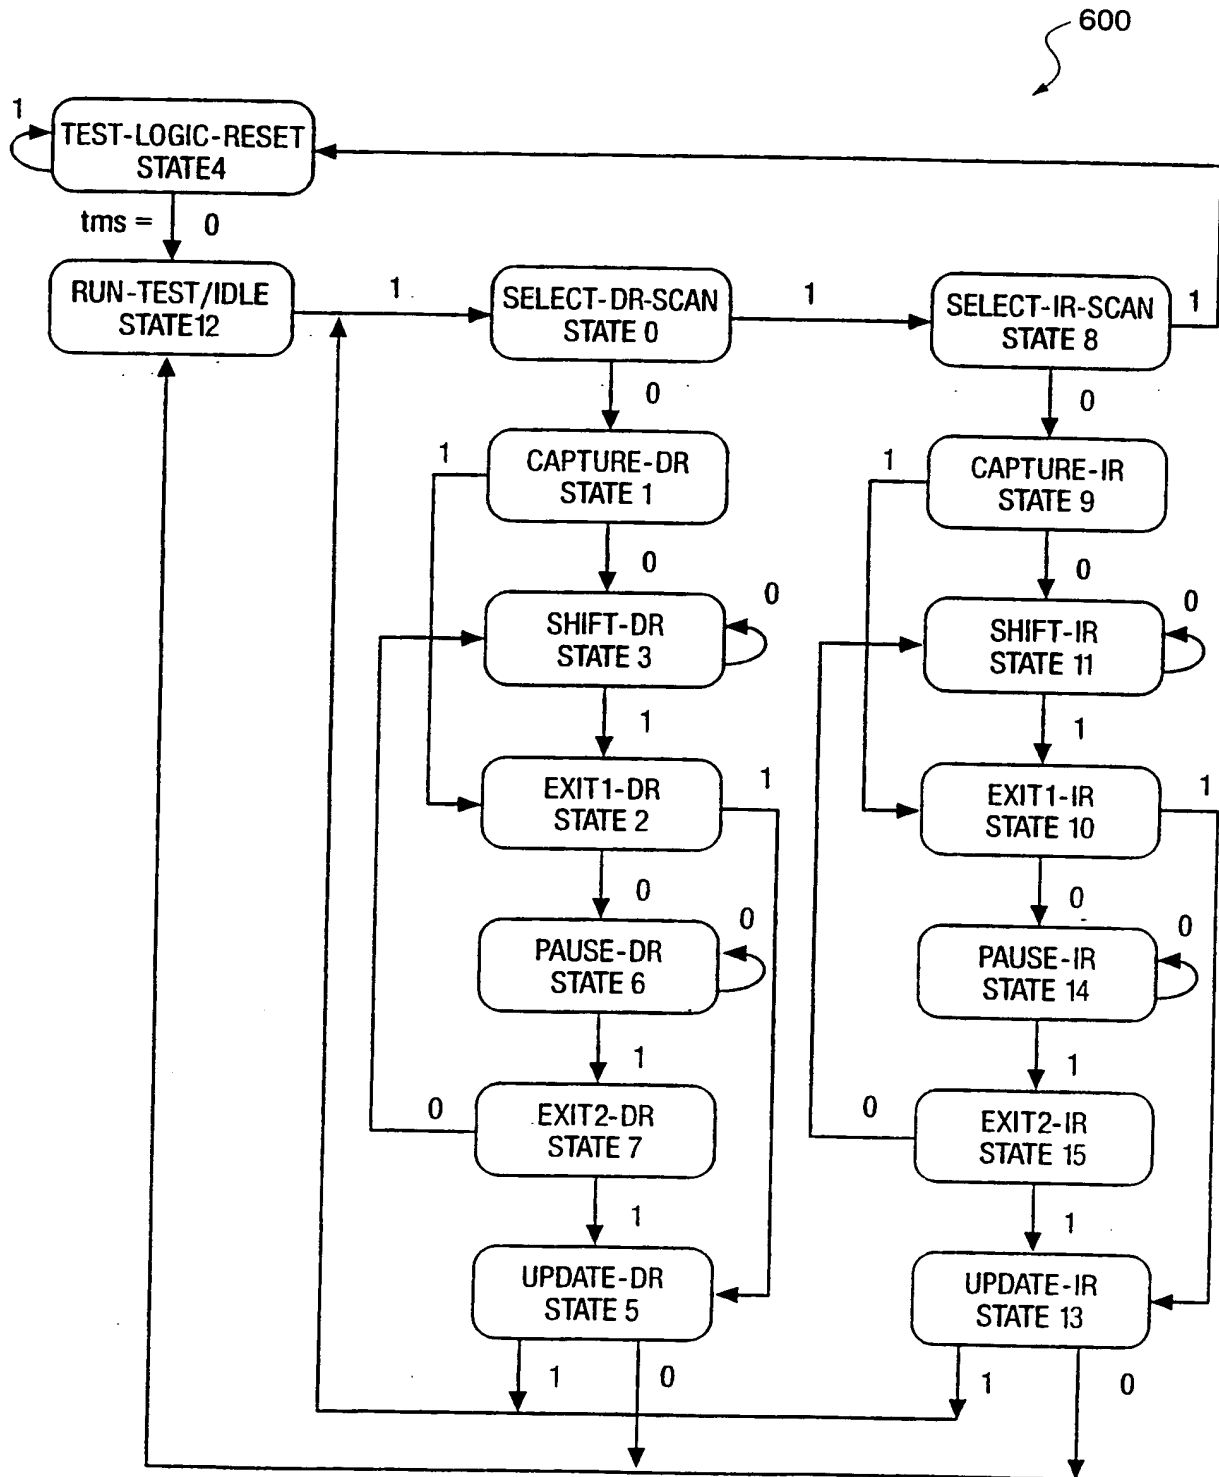 600
1
TEST-LOGIC-RESET
STATE4
tms = 0
RUN-TEST/IDLE
STATE12
1
SELECT-DR-SCAN
STATE 0
1
SELECT-IR-SCAN
STATE 8
1
0
0
1
CAPTURE-DR
STATE 1
1
CAPTURE-IR
STATE 9
0
0
SHIFT-DR
STATE 3
0
SHIFT-IR
STATE 11
0
1
1
EXIT1-DR
STATE 2
1
EXIT1-IR
STATE 10
1
0
0
PAUSE-DR
STATE 6
0
PAUSE-IR
STATE 14
0
1
1
0
EXIT2-DR
STATE 7
0
EXIT2-IR
STATE 15
1
1
UPDATE-DR
STATE 5
UPDATE-IR
STATE 13
1
0
1
0